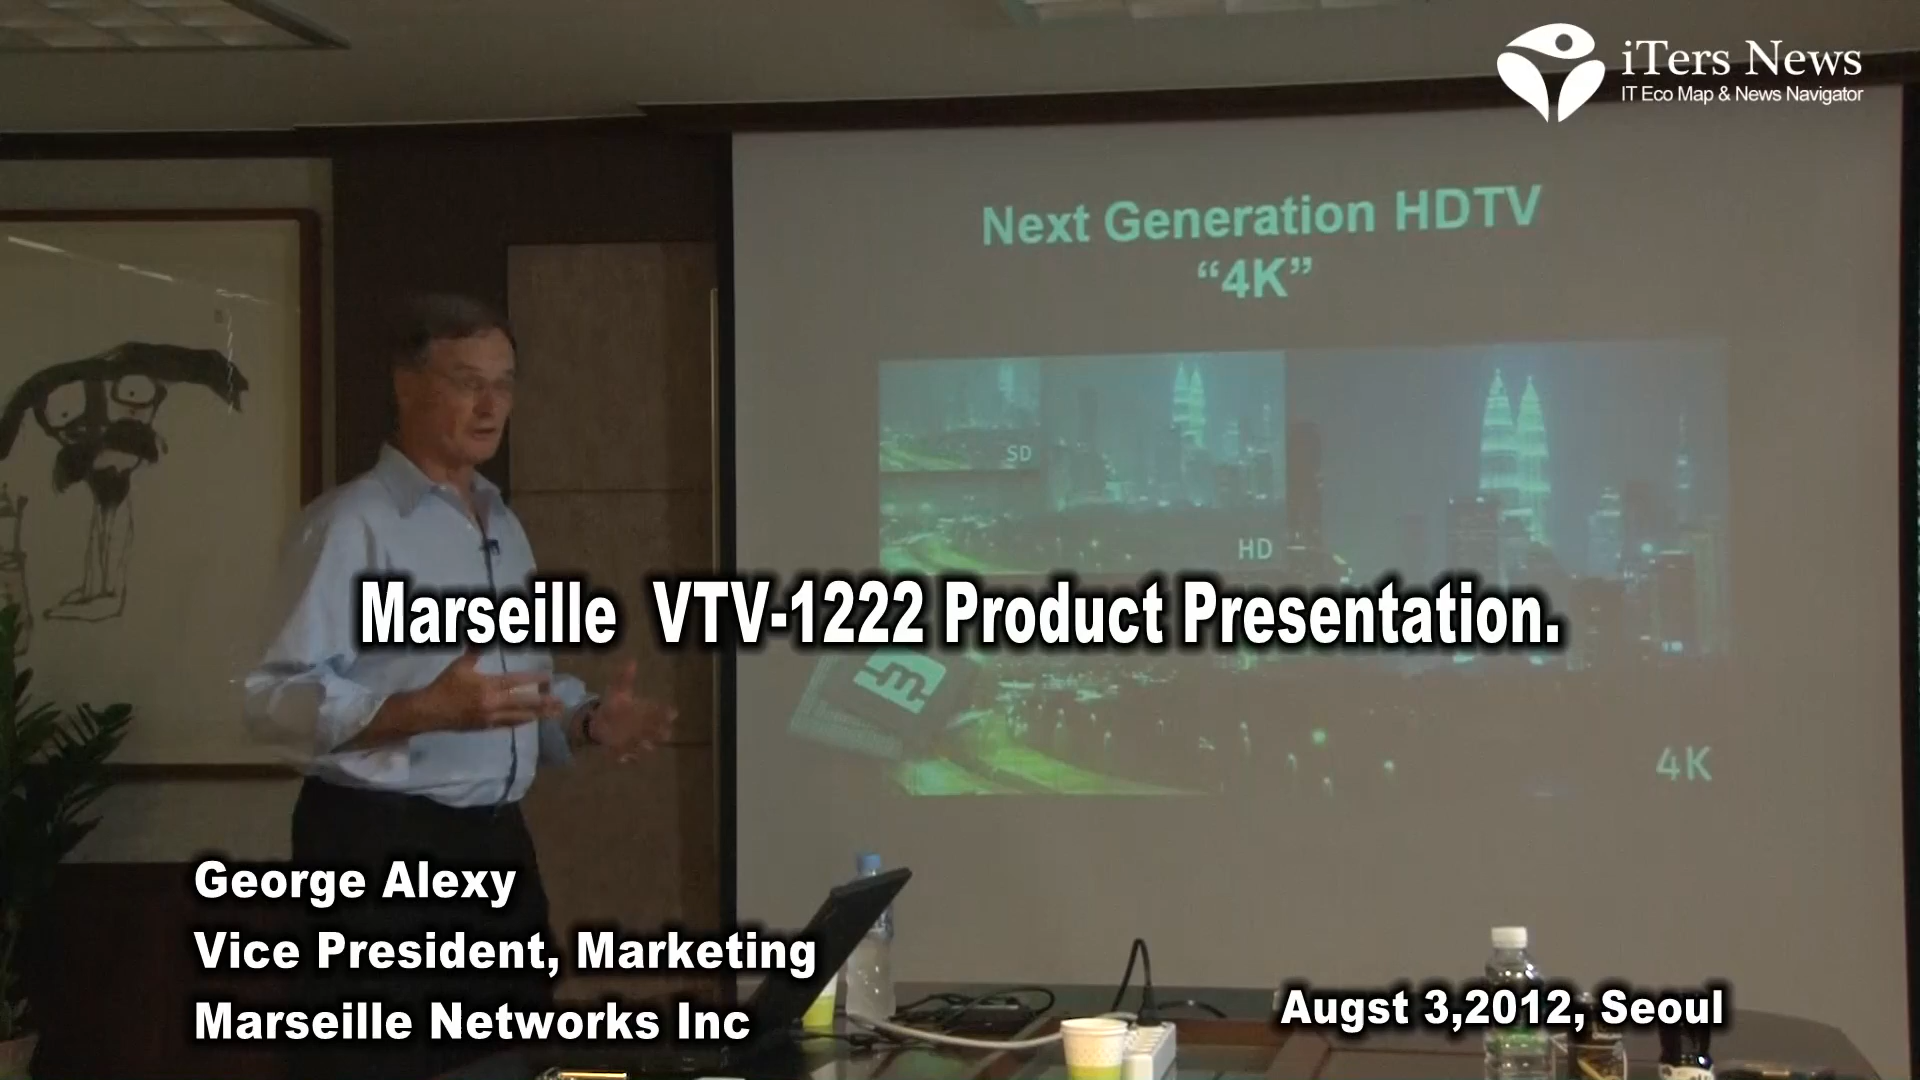 iTers News
IT Eco Map & News Navigator
Next Generation HDTV
“4K”
SD
HD
Marseille VTV-1222 Product Presentation.
4K
George Alexy
Vice President, Marketing
Marseille Networks Inc
Augst 3,2012, Seoul